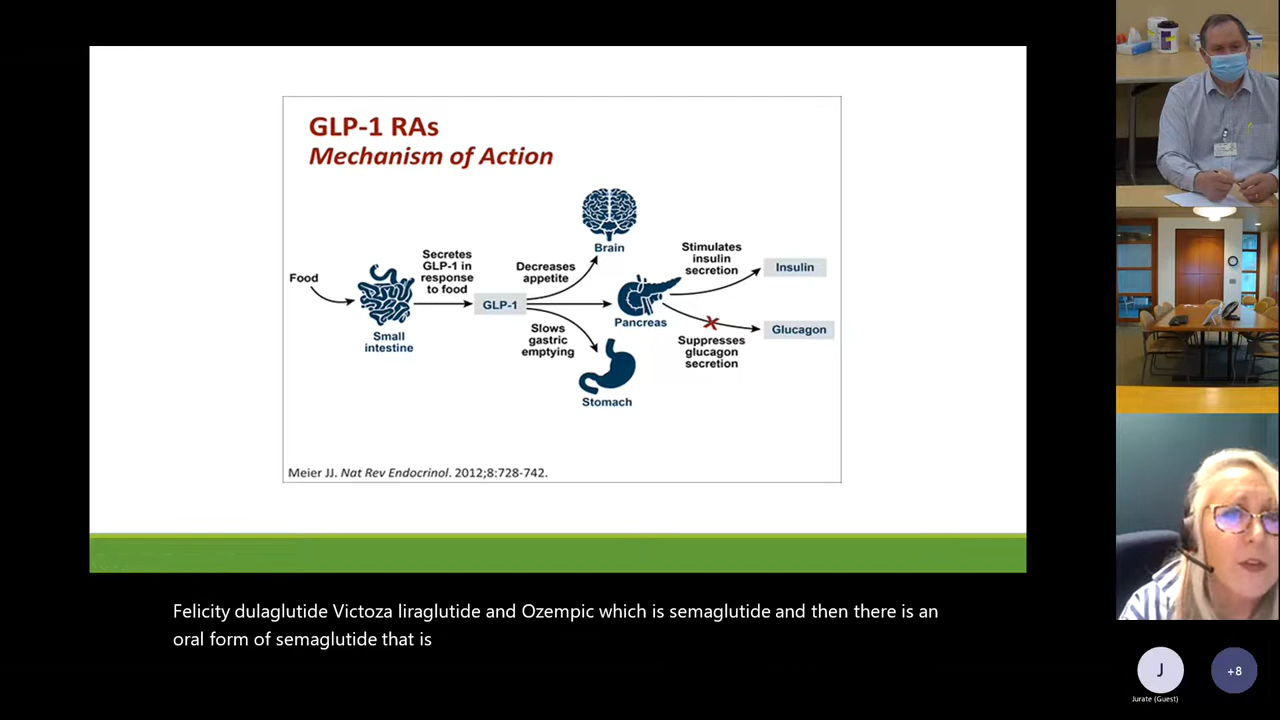 GLP-1 RAs
Mechanism of Action
Brain
Food
Secretes
GLP-1 in
response
to food
Small
intestine
GLP-1
Decreases
appetite
Slows
gastric
emptying
Stomach
Pancreas
Stimulates
insulin
secretion
Insulin
Suppresses
glucagon
secretion
Glucagon
Meier JJ. Nat Rev Endocrinol. 2012;8:728-742.
Felicity dulaglutide Victoza liraglutide and Ozempic which is semaglutide and then there is an
oral form of semaglutide that is
J
+8
Jurate (Guest)